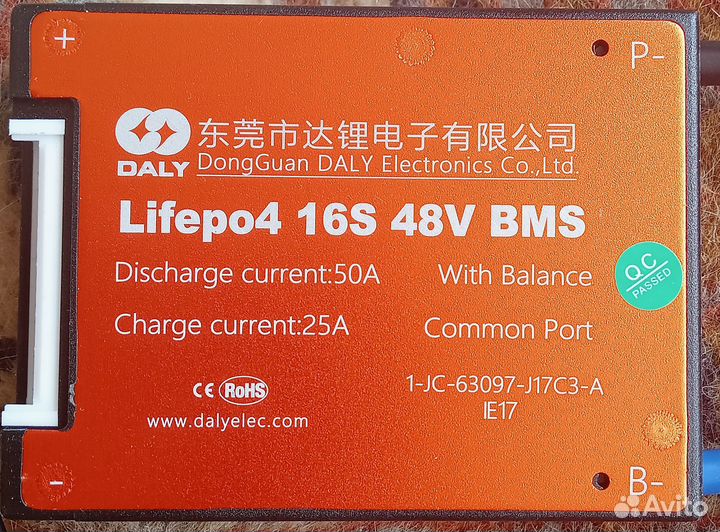 +
P-
东莞市达锂电子有限公司
DALY
DongGuan DALY Electronics Co.,Ltd.
Lifepo4 16S 48V BMS
Discharge current:50A
With Balance
QC
PASSED
Charge current:25A
Common Port
CE RoHS
1-JC-63097-J17C3-A
IE17
www.dalyelec.com
-
B-
Avito